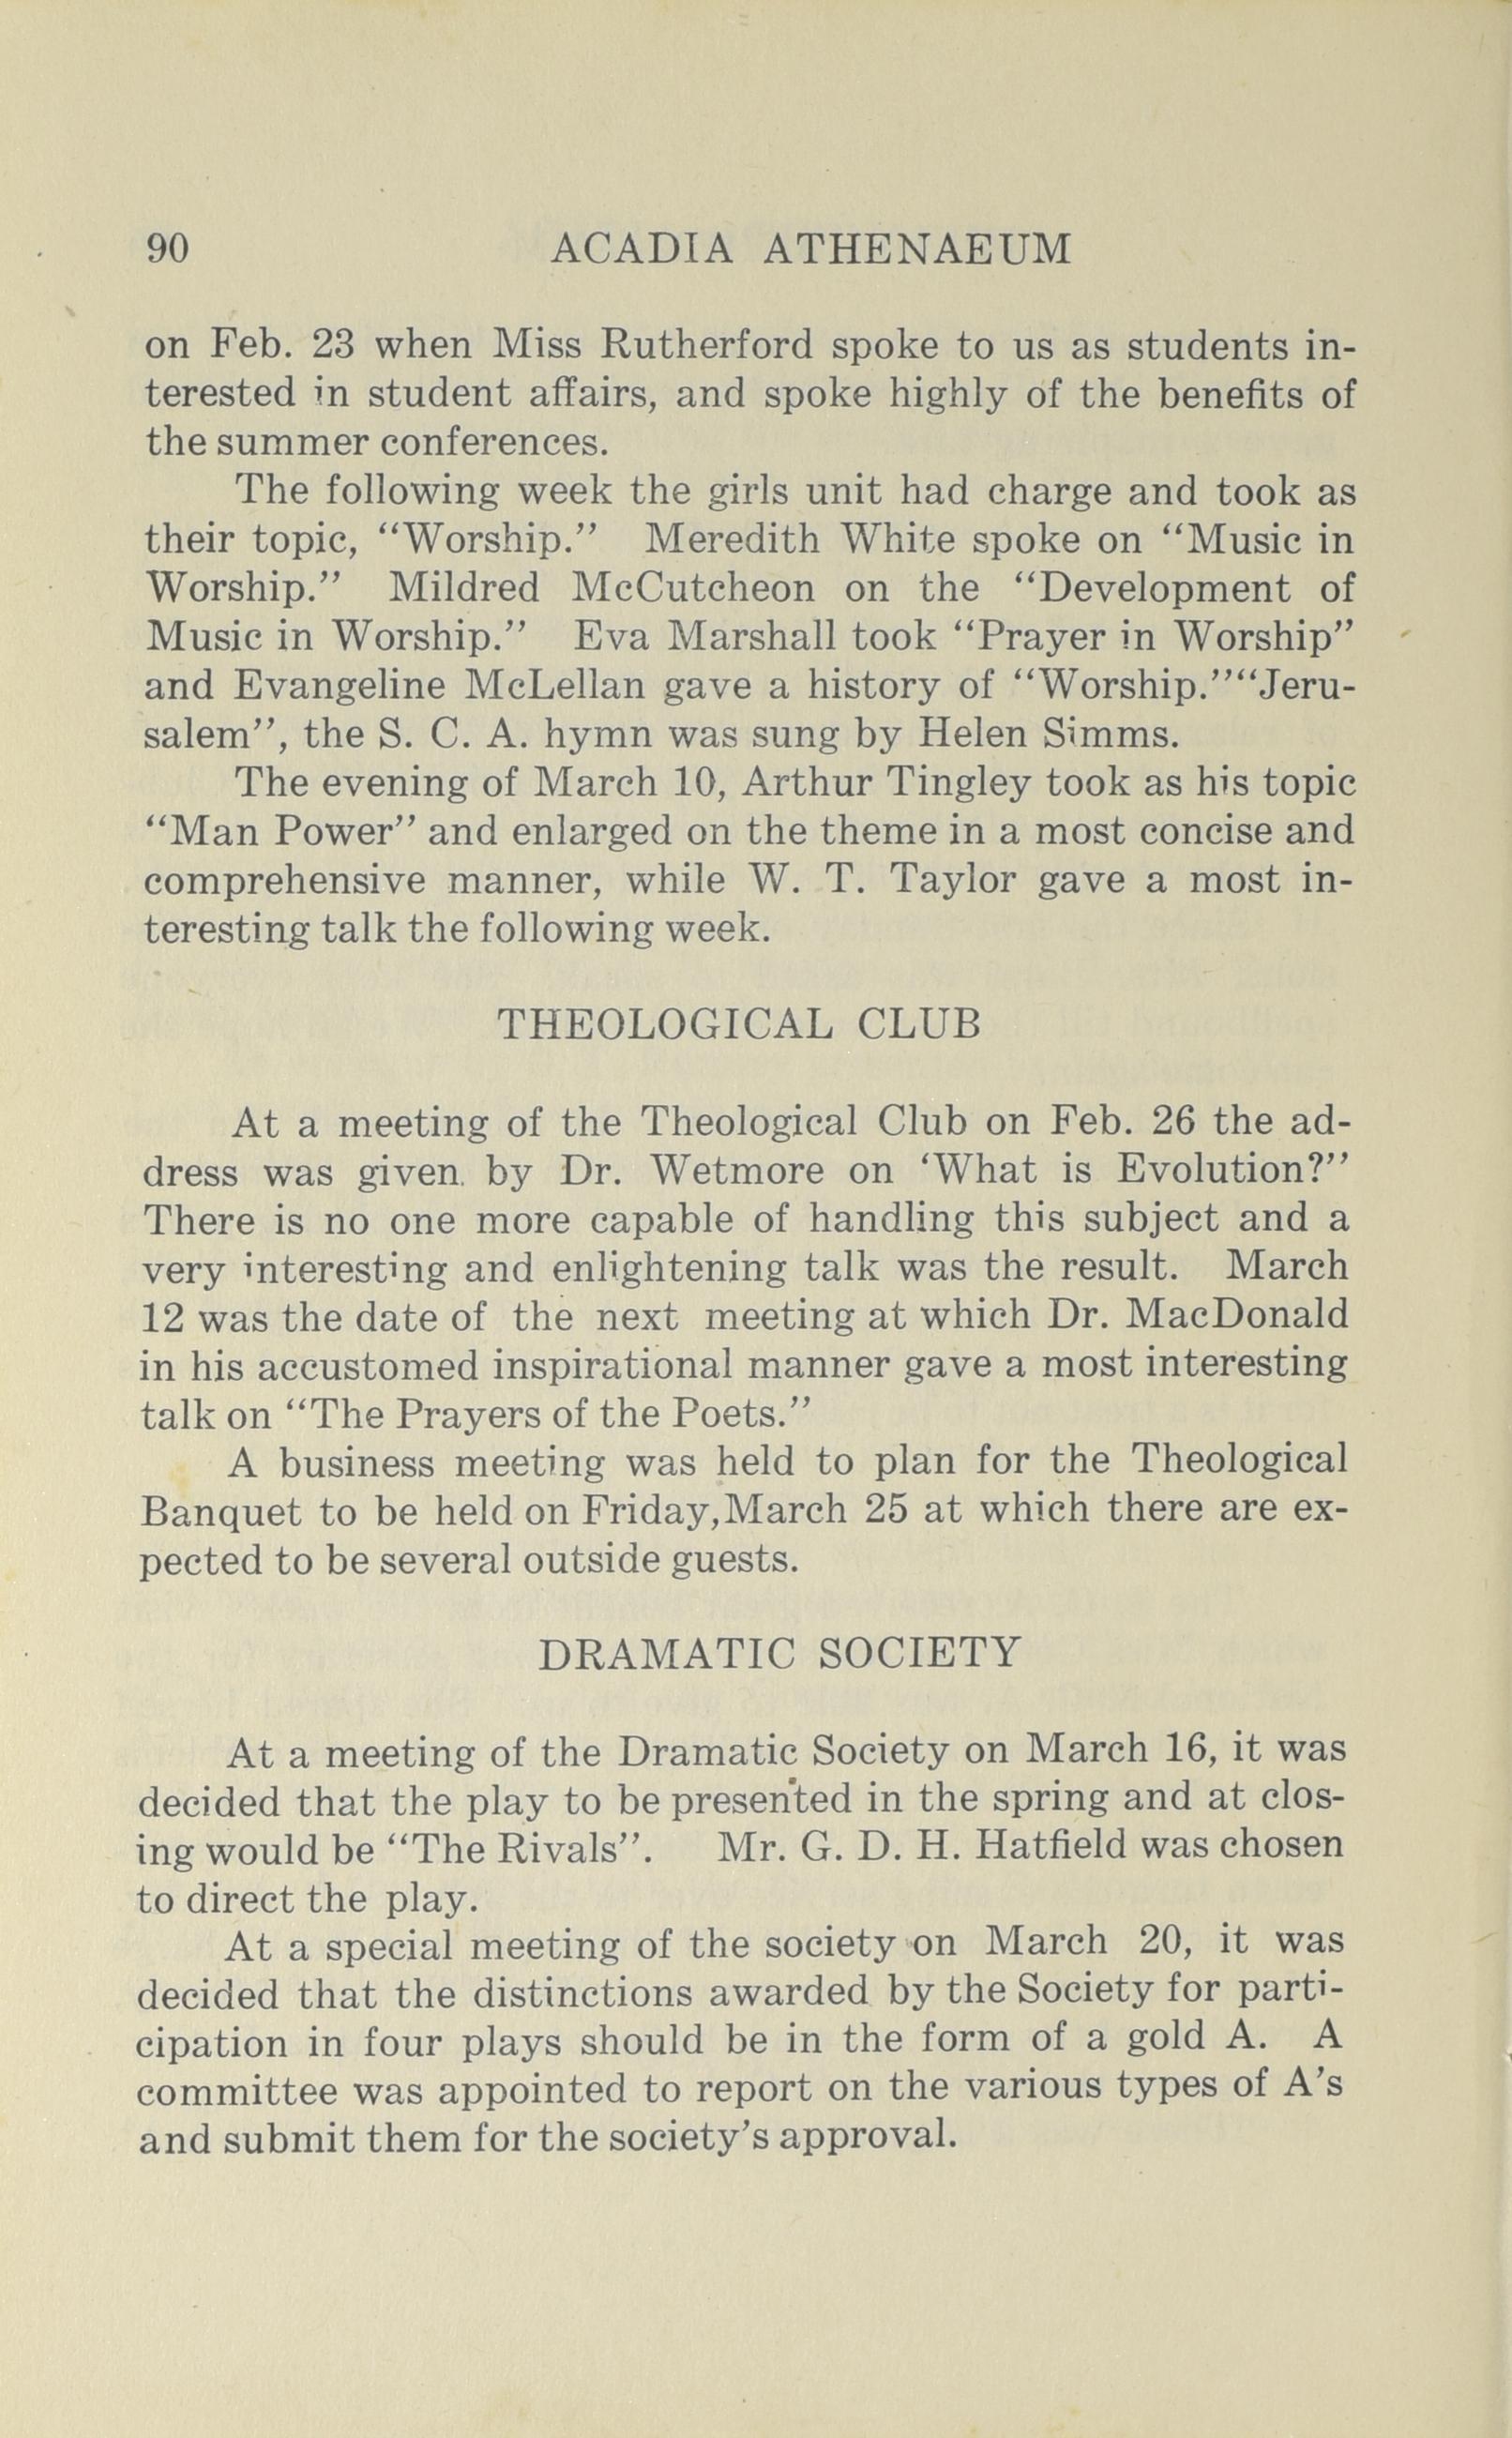 90 ACADIA ATHENAEUM
on Feb. 23 when Miss Rutherford spoke to us as students in-
terested in student affairs, and spoke highly of the benefits of
the summer conferences.
The following week the girls unit had charge and took as
their topic, “Worship.” Meredith White spoke on “Music in
Worship.” Mildred McCutcheon on the “Development of
Music in Worship.” Eva Marshall took “Prayer in Worship”
and Evangeline McLellan gave a history of “Worship.”“Jeru-
salem”, the S. C. A. hymn was sung by Helen Simms.
The evening of March 10, Arthur Tingley took as his topic
“Man Power” and enlarged on the theme in a most concise and
comprehensive manner, while W. T. Taylor gave a most in-
teresting talk the following week.
THEOLOGICAL CLUB
At a meeting of the Theological Club on Feb. 26 the ad-
dress was given. by Dr. Wetmore on ‘What is Evolution?”
There is no one more capable of handling this subject and a
very interesting and enlightening talk was the result. March
12 was the date of the next meeting at which Dr. MacDonald
in his accustomed inspirational manner gave a most interesting
talk on “The Prayers of the Poets.”
A business meeting was held to plan for the Theological
Banquet to be held on Friday,March 25 at which there are ex-
pected to be several outside guests.
DRAMATIC SOCIETY
At a meeting of the Dramatic Society on March 16, it was
decided that the play to be presented in the spring and at clos-
ing would be “The Rivals”. Mr. G. D. H. Hatfield was chosen
to direct the play.
At a special meeting of the society on March 20, it was
decided that the distinctions awarded by the Society for parti-
cipation in four plays should be in the form of a gold A. A
committee was appointed to report on the various types of A’s
and submit them for the society’s approval.